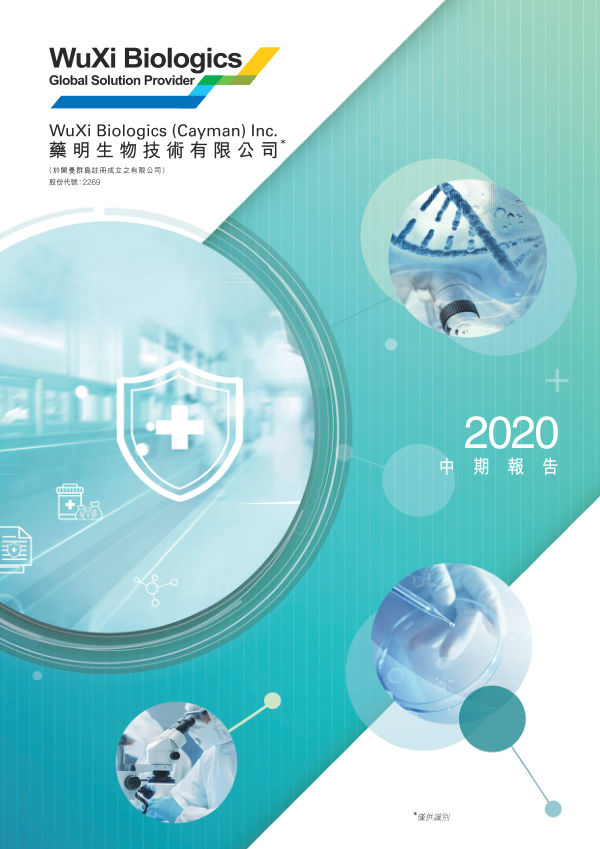 WuXi Biologics
Global Solution Provider
WuXi Biologics (Cayman) Inc.
藥明生物技術有限公司*
(於開曼群島註冊成立之有限公司)
股份代號：2269
2020
中期報告
*僅供識別